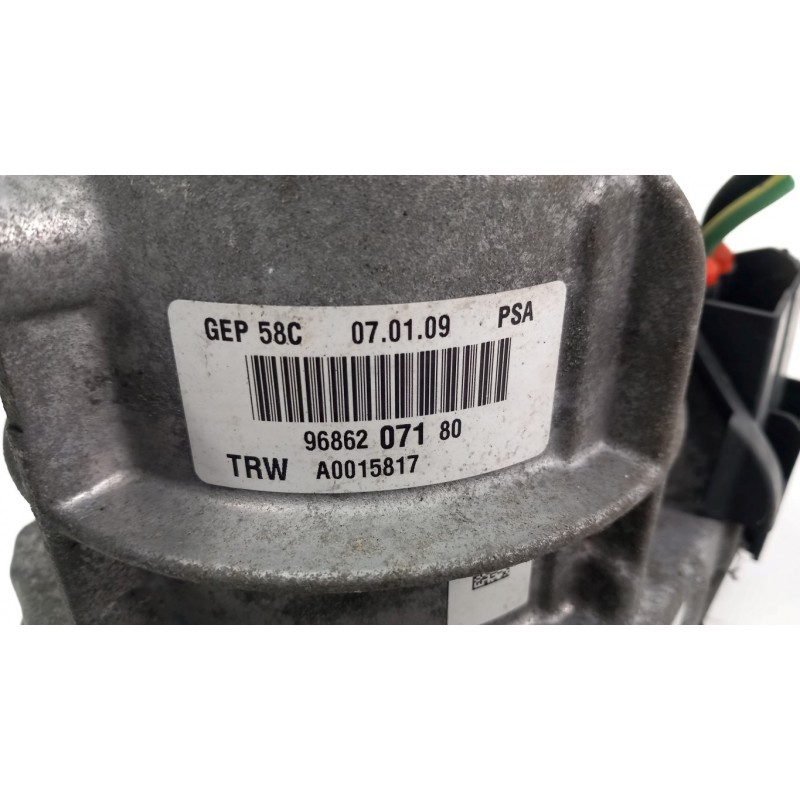 GEP 58C 07.01.09 PSA
96862 071 80
TRW A0015817